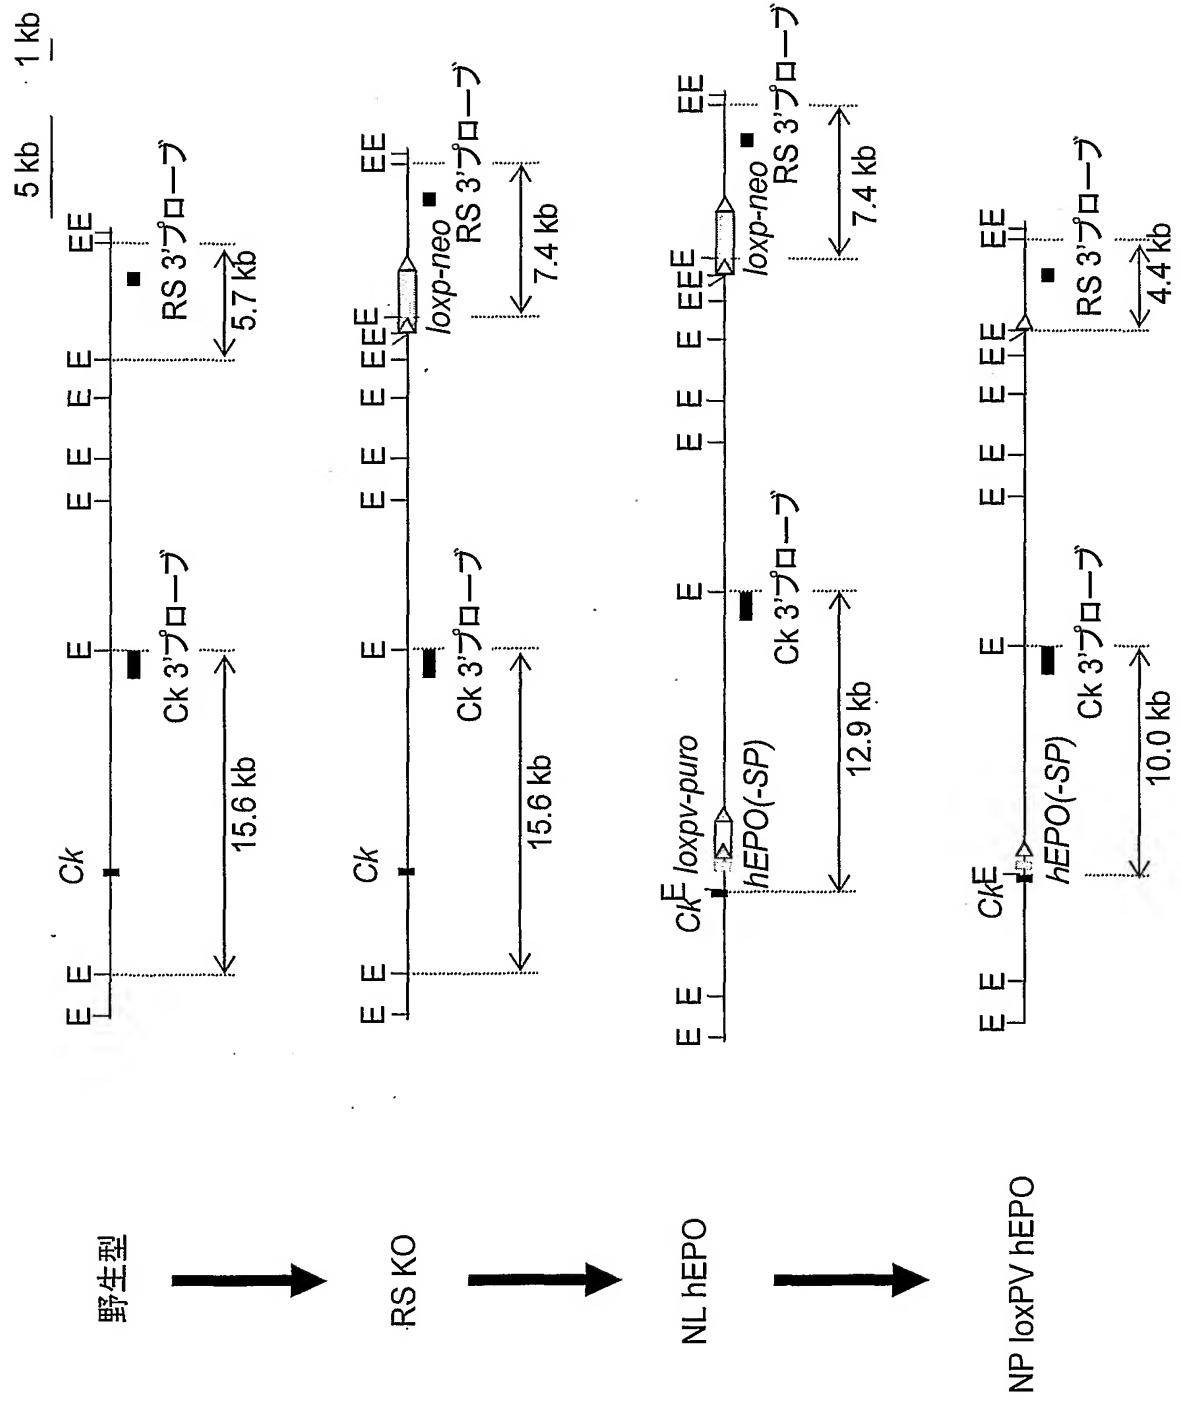 5 kb
1 kb
野生型
E E Ck E E E E E EE
Ck 3'プローブ
RS 3'プローブ
15.6 kb
5.7 kb
RS KO
E E Ck E E E E EEE EE
loxp-neo
Ck 3'プローブ
RS 3'プローブ
15.6 kb
7.4 kb
NL hEPO
E E CkE loxpv-puro E E E E EEE EE
hEPO(-SP)
loxp-neo
Ck 3'プローブ
RS 3'プローブ
12.9 kb
7.4 kb
NP loxPV hEPO
E E CkE E E E E EE EE
hEPO(-SP)
Ck 3'プローブ
RS 3'プローブ
10.0 kb
4.4 kb